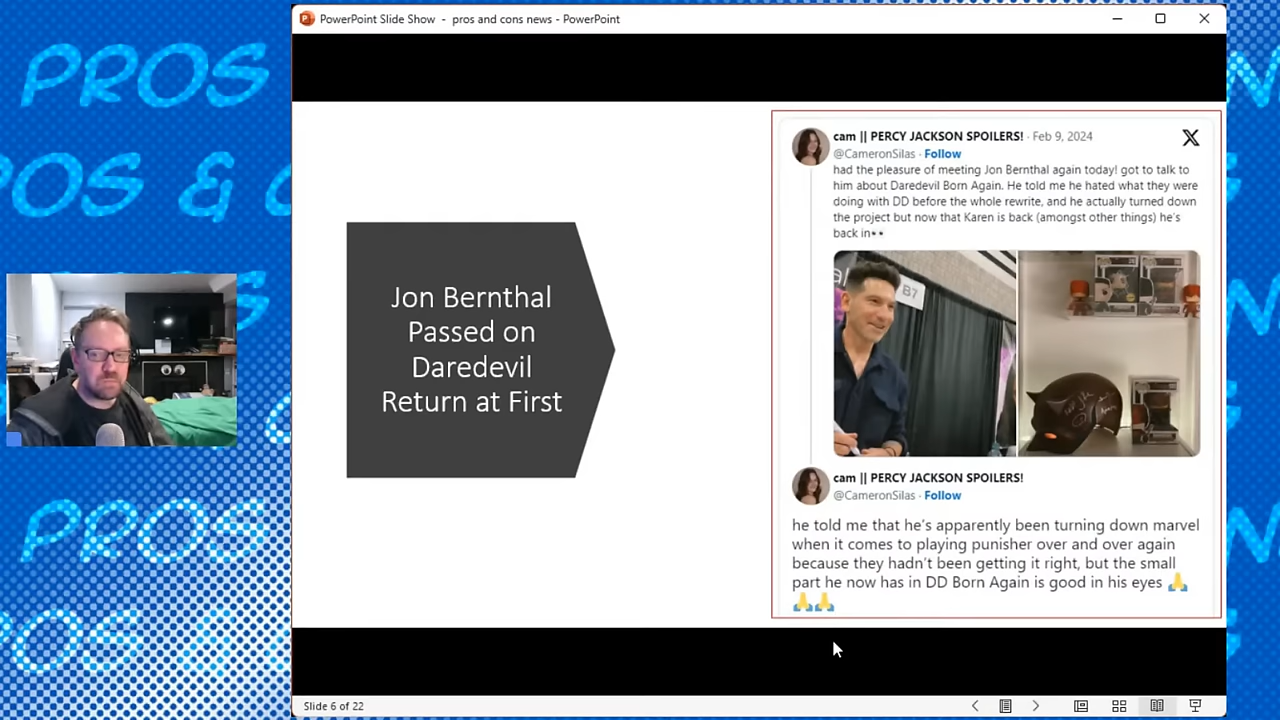 PowerPoint Slide Show - pros and cons news - PowerPoint
PROS
OS & C
PROS
PROS
Jon Bernthal
Passed on
Daredevil
Return at First
cam || PERCY JACKSON SPOILERS! · Feb 9, 2024
@CameronSilas · Follow
had the pleasure of meeting Jon Bernthal again today! got to talk to
him about Daredevil Born Again. He told me he hated what they were
doing with DD before the whole rewrite, and he actually turned down
the project but now that Karen is back (amongst other things) he's
back in👀
B7
cam || PERCY JACKSON SPOILERS!
@CameronSilas · Follow
he told me that he's apparently been turning down marvel
when it comes to playing punisher over and over again
because they hadn't been getting it right, but the small
part he now has in DD Born Again is good in his eyes 🙏
🙏🙏
Slide 6 of 22